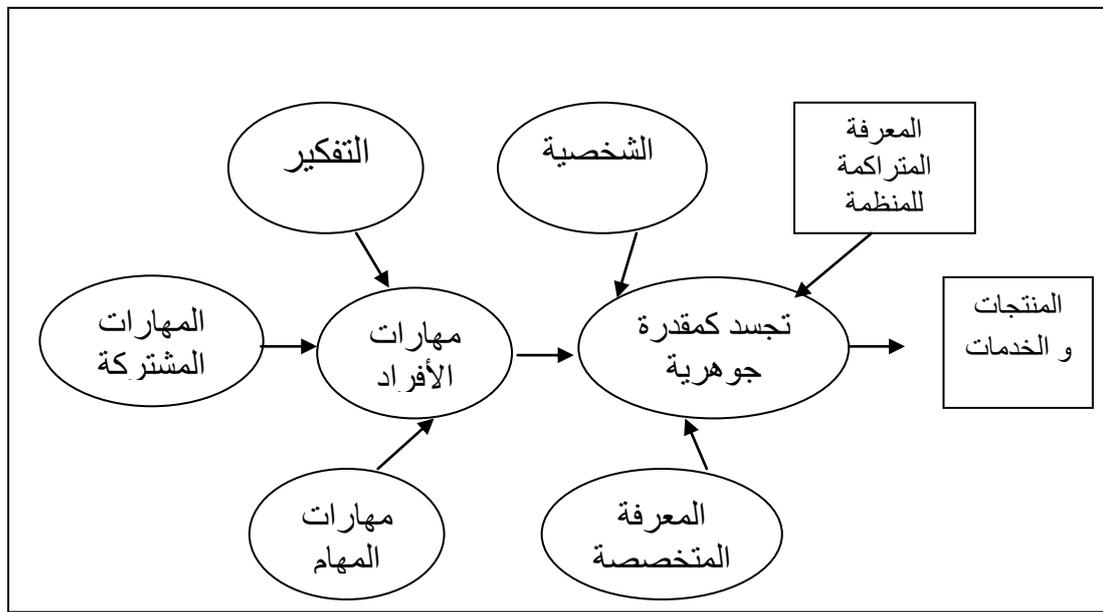 التفكير
الشخصية
المعرفة
المتراكمة
للمنظمة
المهارات
المشتركة
مهارات
الأفراد
تجسد كمقدرة
جوهرية
المنتجات
و الخدمات
مهارات
المهام
المعرفة
المتخصصة